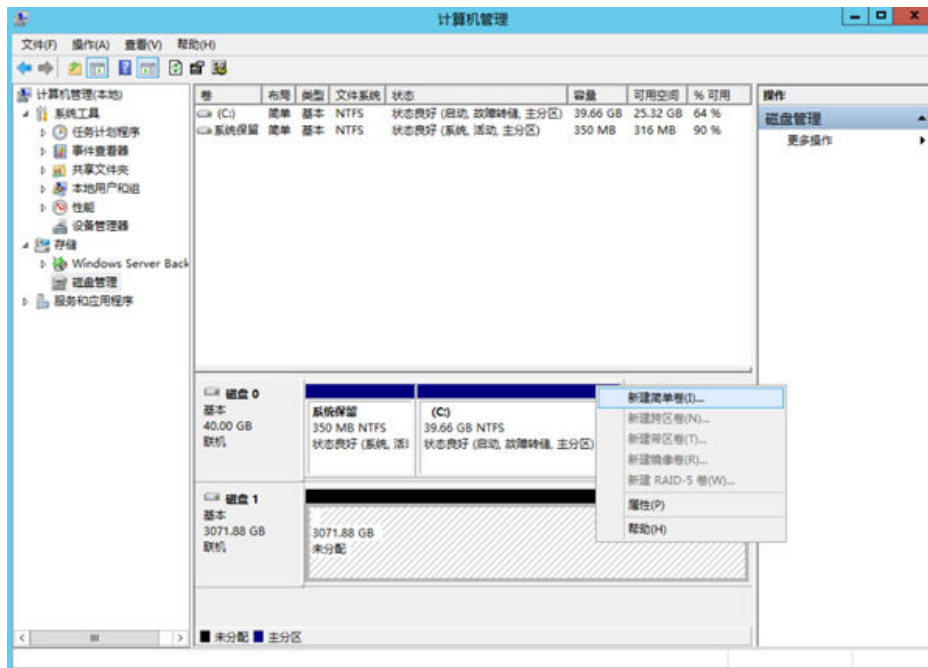 计算机管理
文件(F) 操作(A) 查看(V) 帮助(H)
计算机管理(本地)
系统工具
任务计划程序
事件查看器
共享文件夹
本地用户和组
性能
设备管理器
存储
Windows Server Back
磁盘管理
服务和应用程序
卷 布局 类型 文件系统 状态 容量 可用空间 % 可用
(C:) 简单 基本 NTFS 状态良好 (启动, 故障转储, 主分区) 39.66 GB 25.32 GB 64 %
系统保留 简单 基本 NTFS 状态良好 (系统, 活动, 主分区) 350 MB 316 MB 90 %
操作
磁盘管理
更多操作
磁盘 0
基本
40.00 GB
联机
系统保留
350 MB NTFS
状态良好 (系统, 活
(C:)
39.66 GB NTFS
状态良好 (启动, 故障转储, 主分区)
新建简单卷(I)...
新建跨区卷(N)...
新建带区卷(T)...
新建镜像卷(R)...
新建 RAID-5 卷(W)...
属性(P)
帮助(H)
磁盘 1
基本
3071.88 GB
联机
3071.88 GB
未分配
未分配 主分区